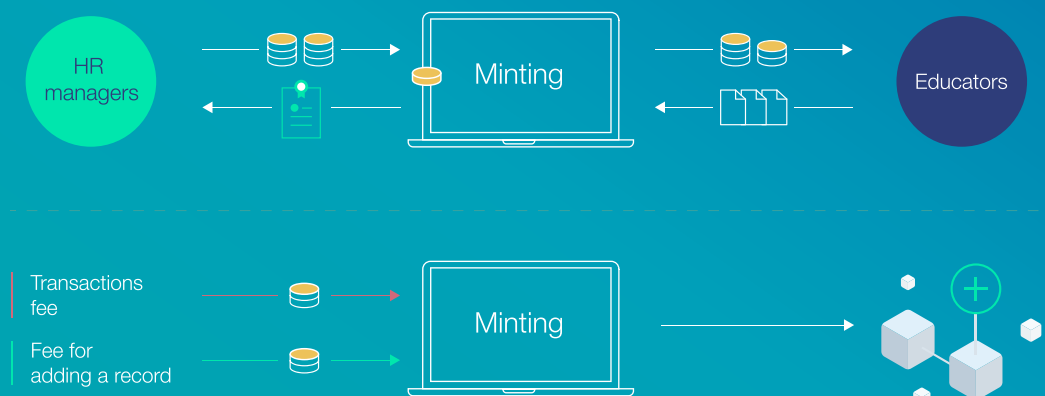 HR
managers
Minting
Educators
Transactions
fee
Minting
Fee for
adding a record